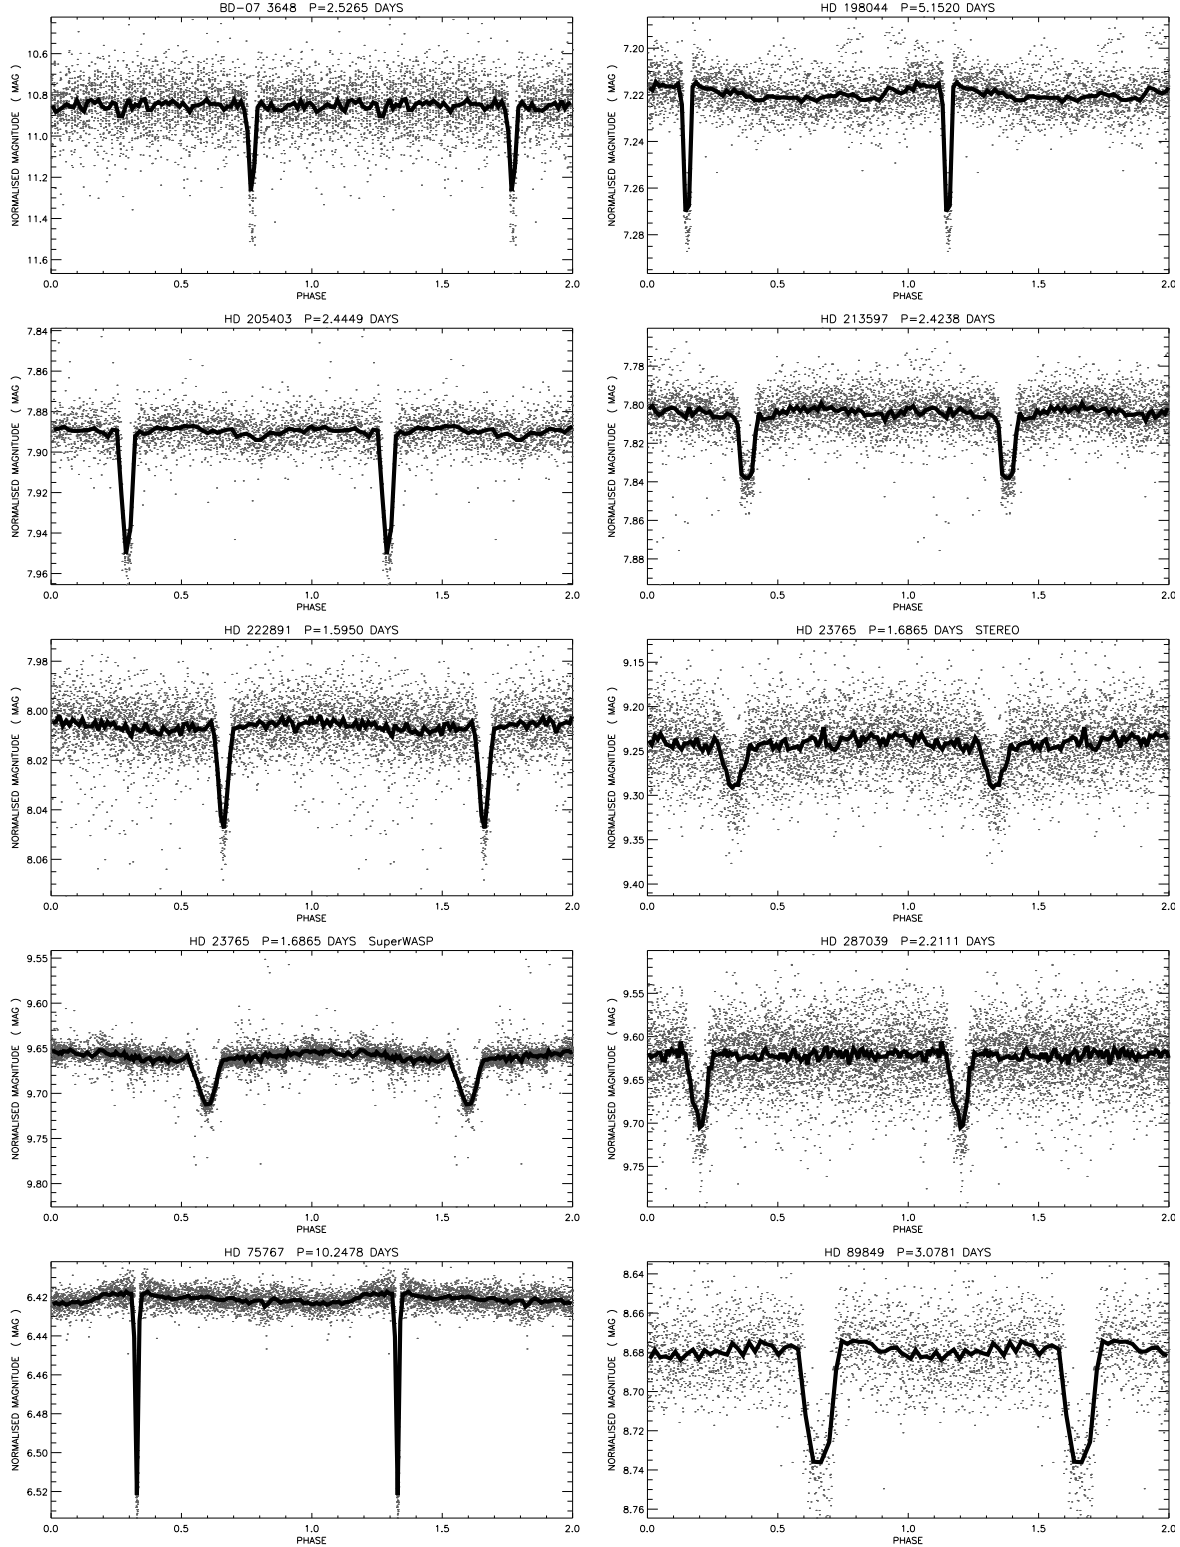 BD-07 3648 P=2.5265 DAYS
NORMALISED MAGNITUDE ( MAG )
10.6
10.8
11.0
11.2
11.4
11.6
0.0 0.5 1.0 1.5 2.0
PHASE
HD 198044 P=5.1520 DAYS
NORMALISED MAGNITUDE ( MAG )
7.20
7.22
7.24
7.26
7.28
0.0 0.5 1.0 1.5 2.0
PHASE
HD 205403 P=2.4449 DAYS
NORMALISED MAGNITUDE ( MAG )
7.84
7.86
7.88
7.90
7.92
7.94
7.96
0.0 0.5 1.0 1.5 2.0
PHASE
HD 213597 P=2.4238 DAYS
NORMALISED MAGNITUDE ( MAG )
7.78
7.80
7.82
7.84
7.86
7.88
0.0 0.5 1.0 1.5 2.0
PHASE
HD 222891 P=1.5950 DAYS
NORMALISED MAGNITUDE ( MAG )
7.98
8.00
8.02
8.04
8.06
0.0 0.5 1.0 1.5 2.0
PHASE
HD 23765 P=1.6865 DAYS STEREO
NORMALISED MAGNITUDE ( MAG )
9.15
9.20
9.25
9.30
9.35
9.40
0.0 0.5 1.0 1.5 2.0
PHASE
HD 23765 P=1.6865 DAYS SuperWASP
NORMALISED MAGNITUDE ( MAG )
9.55
9.60
9.65
9.70
9.75
9.80
0.0 0.5 1.0 1.5 2.0
PHASE
HD 287039 P=2.2111 DAYS
NORMALISED MAGNITUDE ( MAG )
9.55
9.60
9.65
9.70
9.75
0.0 0.5 1.0 1.5 2.0
PHASE
HD 75767 P=10.2478 DAYS
NORMALISED MAGNITUDE ( MAG )
6.42
6.44
6.46
6.48
6.50
6.52
0.0 0.5 1.0 1.5 2.0
PHASE
HD 89849 P=3.0781 DAYS
NORMALISED MAGNITUDE ( MAG )
8.64
8.66
8.68
8.70
8.72
8.74
8.76
0.0 0.5 1.0 1.5 2.0
PHASE